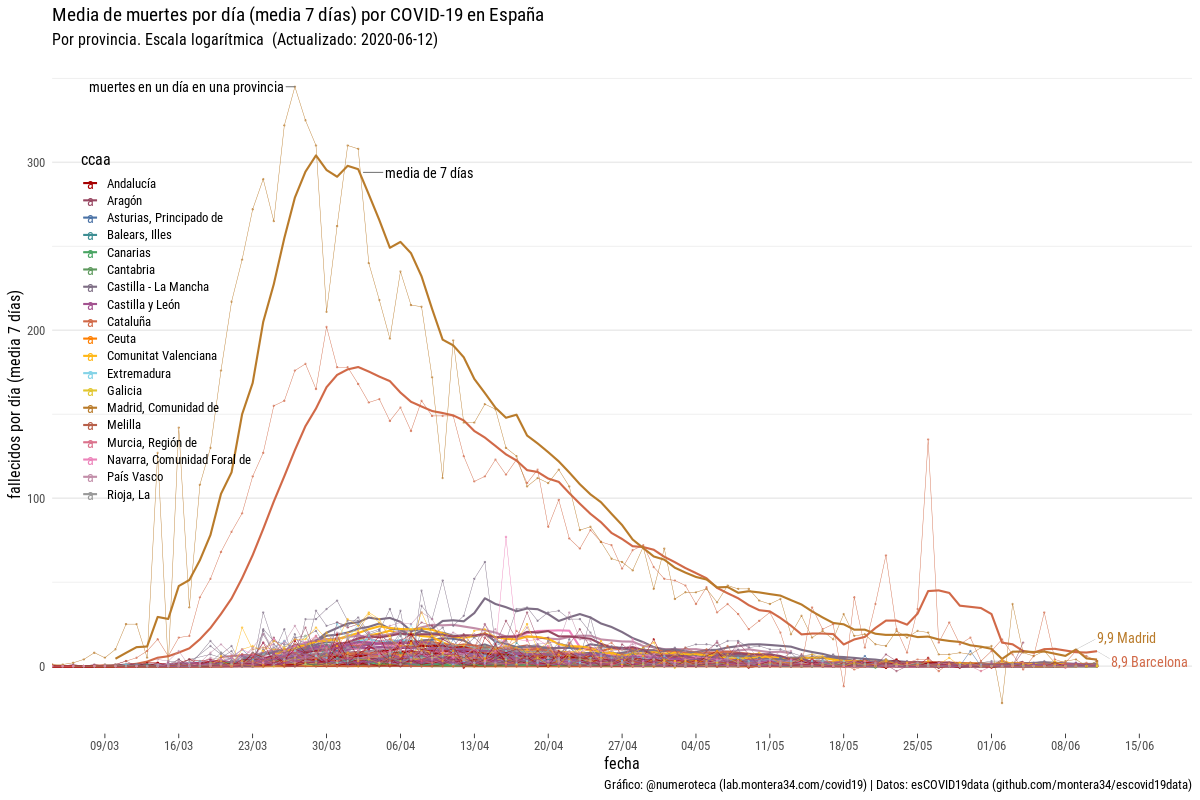 Media de muertes por día (media 7 días) por COVID-19 en España
Por provincia. Escala logarítmica (Actualizado: 2020-06-12)
muertes en un día en una provincia
media de 7 días
ccaa
Andalucía
Aragón
Asturias, Principado de
Balears, Illes
Canarias
Cantabria
Castilla - La Mancha
Castilla y León
Cataluña
Ceuta
Comunitat Valenciana
Extremadura
Galicia
Madrid, Comunidad de
Melilla
Murcia, Región de
Navarra, Comunidad Foral de
País Vasco
Rioja, La
fallecidos por día (media 7 días)
300
200
100
0
9,9 Madrid
8,9 Barcelona
09/03 16/03 23/03 30/03 06/04 13/04 20/04 27/04 04/05 11/05 18/05 25/05 01/06 08/06 15/06
fecha
Gráfico: @numeroteca (lab.montera34.com/covid19) | Datos: esCOVID19data (github.com/montera34/escovid19data)